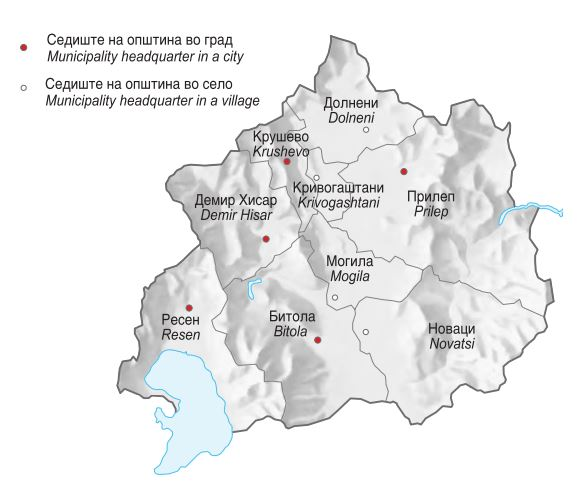 Седиште на општина во град
Municipality headquarter in a city
Седиште на општина во село
Municipality headquarter in a village
Долнени
Dolneni
Крушево
Krushevo
Кривогаштани
Krivogashtani
Демир Хисар
Demir Hisar
Прилеп
Prilep
Могила
Mogila
Ресен
Resen
Битола
Bitola
Новаци
Novatsi